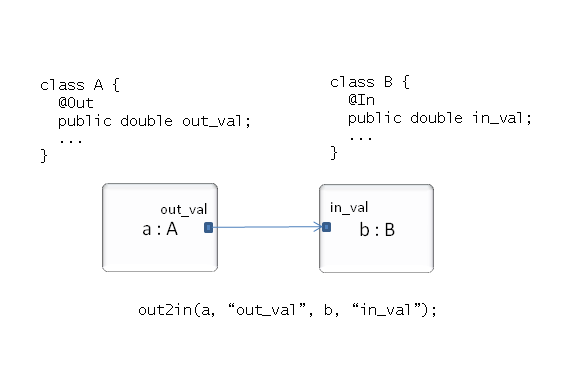 class A {
@Out
public double out_val;
...
}
class B {
@In
public double in_val;
...
}
out_val
a : A
in_val
b : B
out2in(a, “out_val”, b, “in_val”);